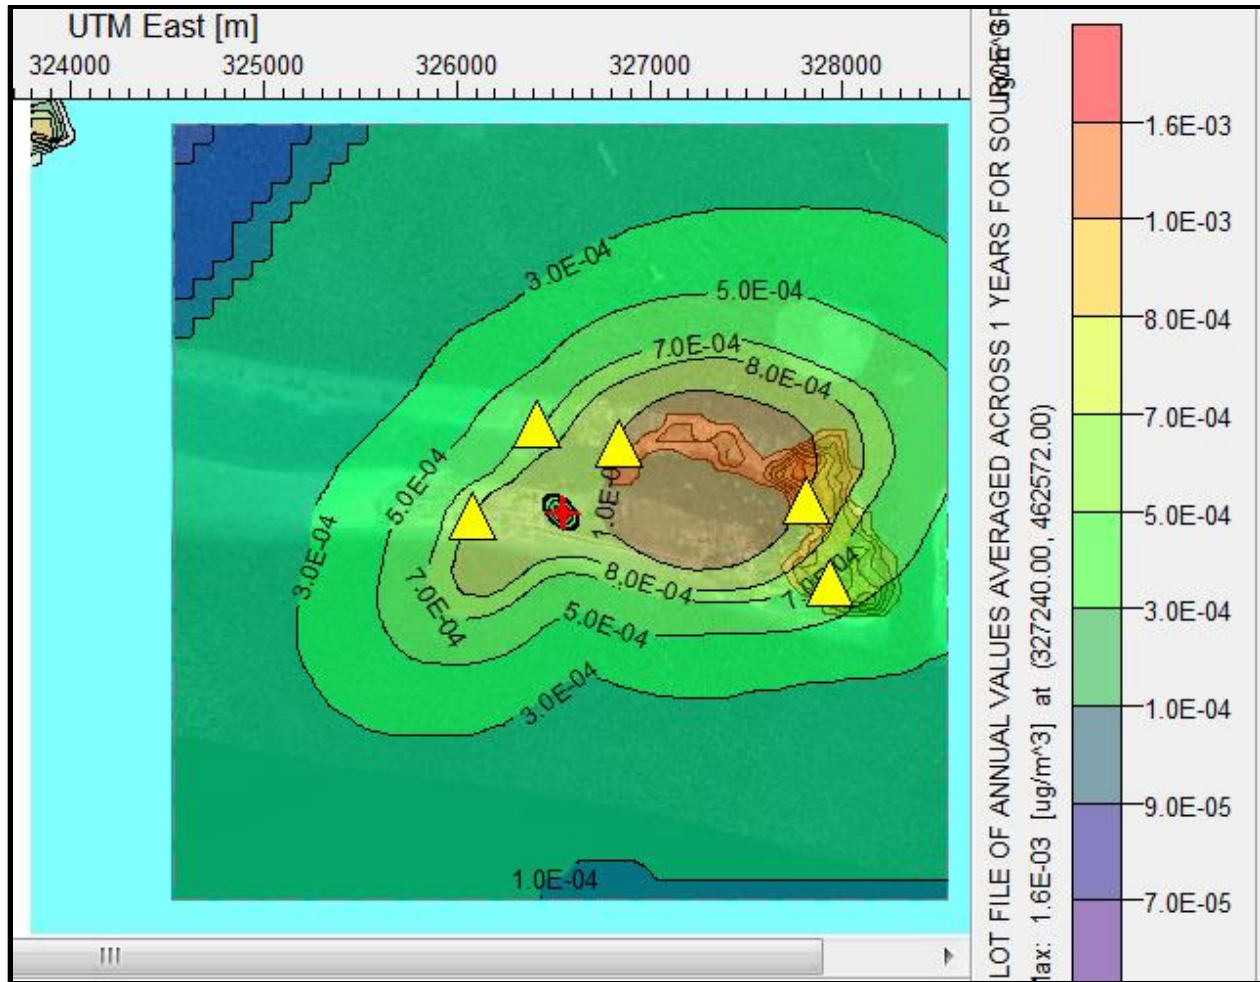 UTM East [m]
324000 325000 326000 327000 328000
3.0E-04
5.0E-04
7.0E-04
8.0E-04
5.0E-04
3.0E-04
7.0E-04
8.0E-04
5.0E-04
3.0E-04
1.0E-04
LOT FILE OF ANNUAL VALUES AVERAGED ACROSS 1 YEARS FOR SOURCE
1.6E-03 [ug/m^3] at (327240.00, 462572.00)
1.6E-03
1.0E-03
8.0E-04
7.0E-04
5.0E-04
3.0E-04
1.0E-04
9.0E-05
7.0E-05